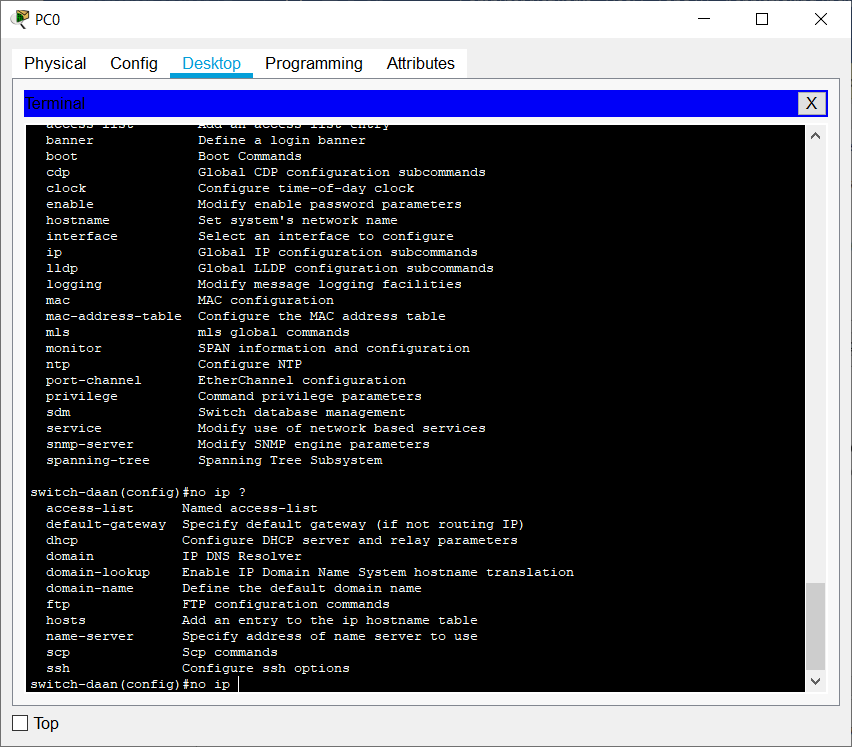 PC0
Physical Config Desktop Programming Attributes
Terminal X
access-list Add an access list entry
banner Define a login banner
boot Boot Commands
cdp Global CDP configuration subcommands
clock Configure time-of-day clock
enable Modify enable password parameters
hostname Set system's network name
interface Select an interface to configure
ip Global IP configuration subcommands
lldp Global LLDP configuration subcommands
logging Modify message logging facilities
mac MAC configuration
mac-address-table Configure the MAC address table
mls mls global commands
monitor SPAN information and configuration
ntp Configure NTP
port-channel EtherChannel configuration
privilege Command privilege parameters
sdm Switch database management
service Modify use of network based services
snmp-server Modify SNMP engine parameters
spanning-tree Spanning Tree Subsystem
switch-daan(config)#no ip ?
access-list Named access-list
default-gateway Specify default gateway (if not routing IP)
dhcp Configure DHCP server and relay parameters
domain IP DNS Resolver
domain-lookup Enable IP Domain Name System hostname translation
domain-name Define the default domain name
ftp FTP configuration commands
hosts Add an entry to the ip hostname table
name-server Specify address of name server to use
scp Scp commands
ssh Configure ssh options
switch-daan(config)#no ip
Top